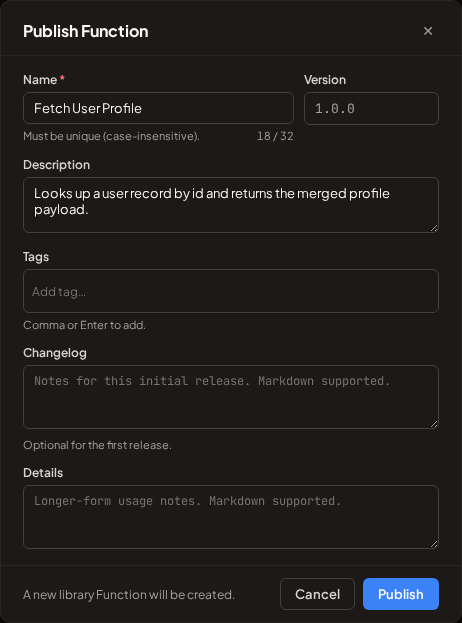 Publish Function
×
Name *
Version
Fetch User Profile
1.0.0
Must be unique (case-insensitive).
18 / 32
Description
Looks up a user record by id and returns the merged profile
payload.
Tags
Add tag...
Comma or Enter to add.
Changelog
Notes for this initial release. Markdown supported.
Optional for the first release.
Details
Longer-form usage notes. Markdown supported.
A new library Function will be created.
Cancel
Publish